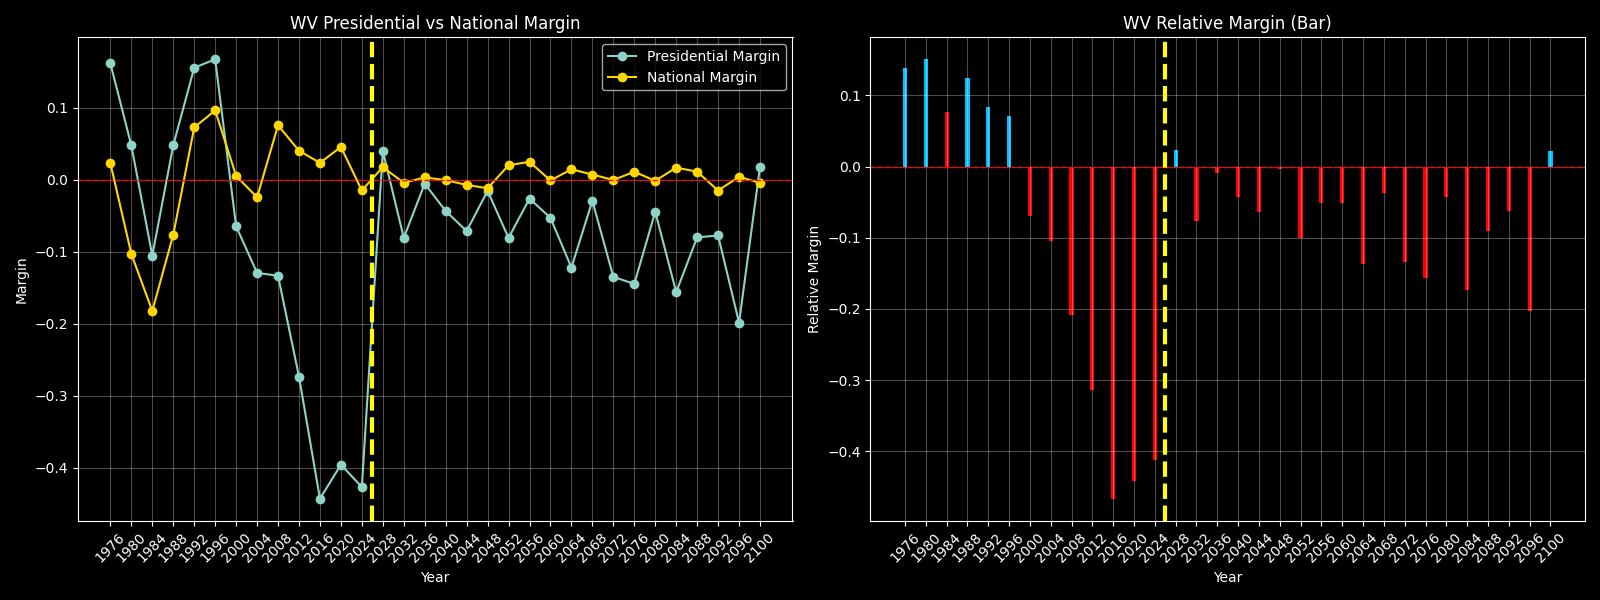 WV Presidential vs National Margin
Presidential Margin
National Margin
Margin
0.1
0.0
−0.1
−0.2
−0.3
−0.4
1976 1980 1984 1988 1992 1996 2000 2004 2008 2012 2016 2020 2024 2028 2032 2036 2040 2044 2048 2052 2056 2060 2064 2068 2072 2076 2080 2084 2088 2092 2096 2100
Year
WV Relative Margin (Bar)
Relative Margin
0.1
0.0
−0.1
−0.2
−0.3
−0.4
1976 1980 1984 1988 1992 1996 2000 2004 2008 2012 2016 2020 2024 2028 2032 2036 2040 2044 2048 2052 2056 2060 2064 2068 2072 2076 2080 2084 2088 2092 2096 2100
Year